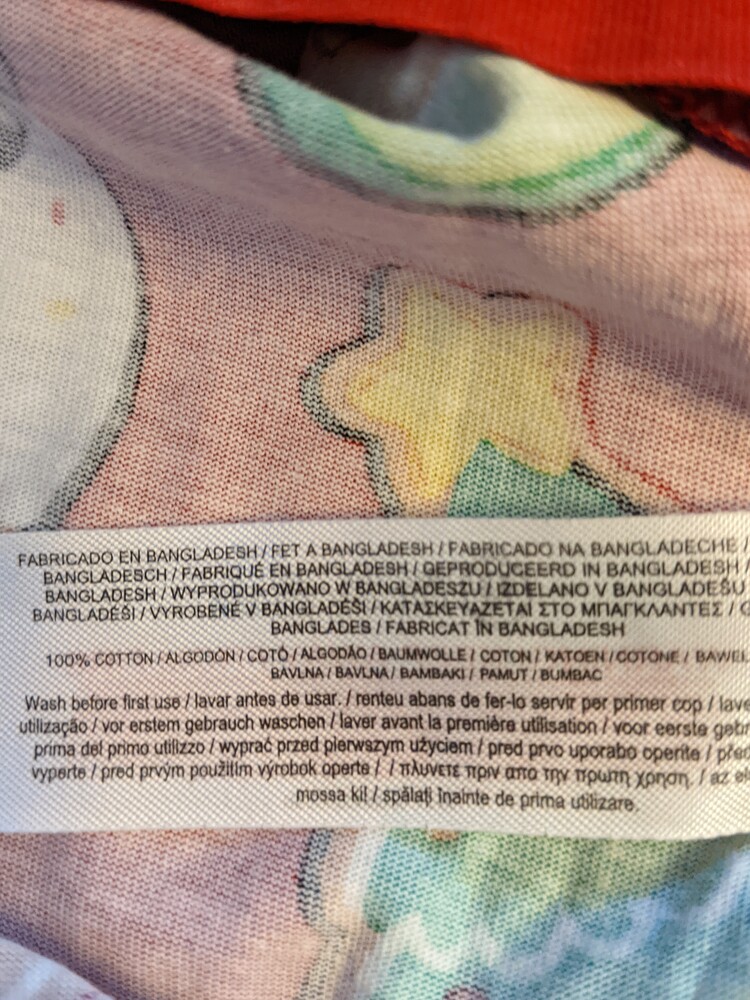 FABRICADO EN BANGLADESH / FET A BANGLADESH / FABRICADO NA BANGLADECHE /
BANGLADESCH / FABRIQUÉ EN BANGLADESH / GEPRODUCEERD IN BANGLADESH /
BANGLADESH / WYPRODUKOWANO W BANGLADESZU / IZDELANO V BANGLADEŠU
BANGLADÉŠI / VYROBENÉ V BANGLADÉŠI / ΚΑΤΑΣΚΕΥΑΖΕΤΑΙ ΣΤΟ ΜΠΑΓΚΛΑΝΤΕΣ /
BANGLADES / FABRICAT ÎN BANGLADESH
100% COTTON / ALGODÓN / COTÓ / ALGODÃO / BAUMWOLLE / COTON / KATOEN / COTONE / BAWEL
BAVLNA / BAVLNA / BAMBAKI / PAMUT / BUMBAC
Wash before first use / lavar antes de usar. / renteu abans de fer-lo servir per primer cop / lave
utilização / vor erstem gebrauch waschen / laver avant la première utilisation / voor eerste gebr
prima del primo utilizzo / wyprać przed pierwszym użyciem / pred prvo uporabo operite / před
vyperte / pred prvým použitím výrobok operte / / πλυνετε πριν απο την πρωτη χρηση. / az el
mossa ki! / spălați înainte de prima utilizare.